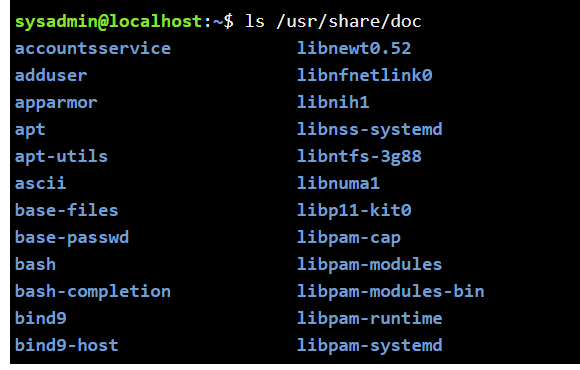 sysadmin@localhost:~$ ls /usr/share/doc
accountsservice libnewt0.52
adduser libnfnetlink0
apparmor libnih1
apt libnss-systemd
apt-utils libntfs-3g88
ascii libnuma1
base-files libp11-kit0
base-passwd libpam-cap
bash libpam-modules
bash-completion libpam-modules-bin
bind9 libpam-runtime
bind9-host libpam-systemd